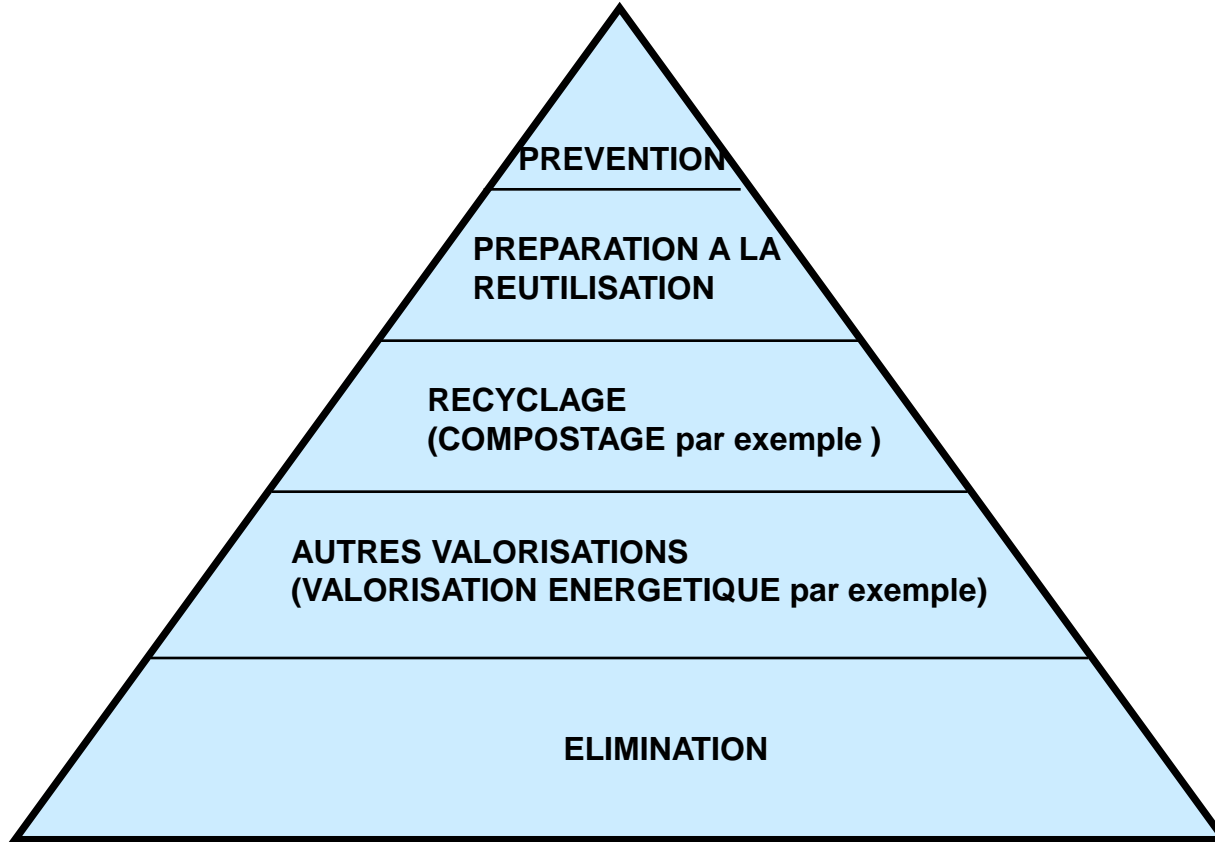 PREVENTION
PREPARATION A LA
REUTILISATION
RECYCLAGE
(COMPOSTAGE par exemple )
AUTRES VALORISATIONS
(VALORISATION ENERGETIQUE par exemple)
ELIMINATION